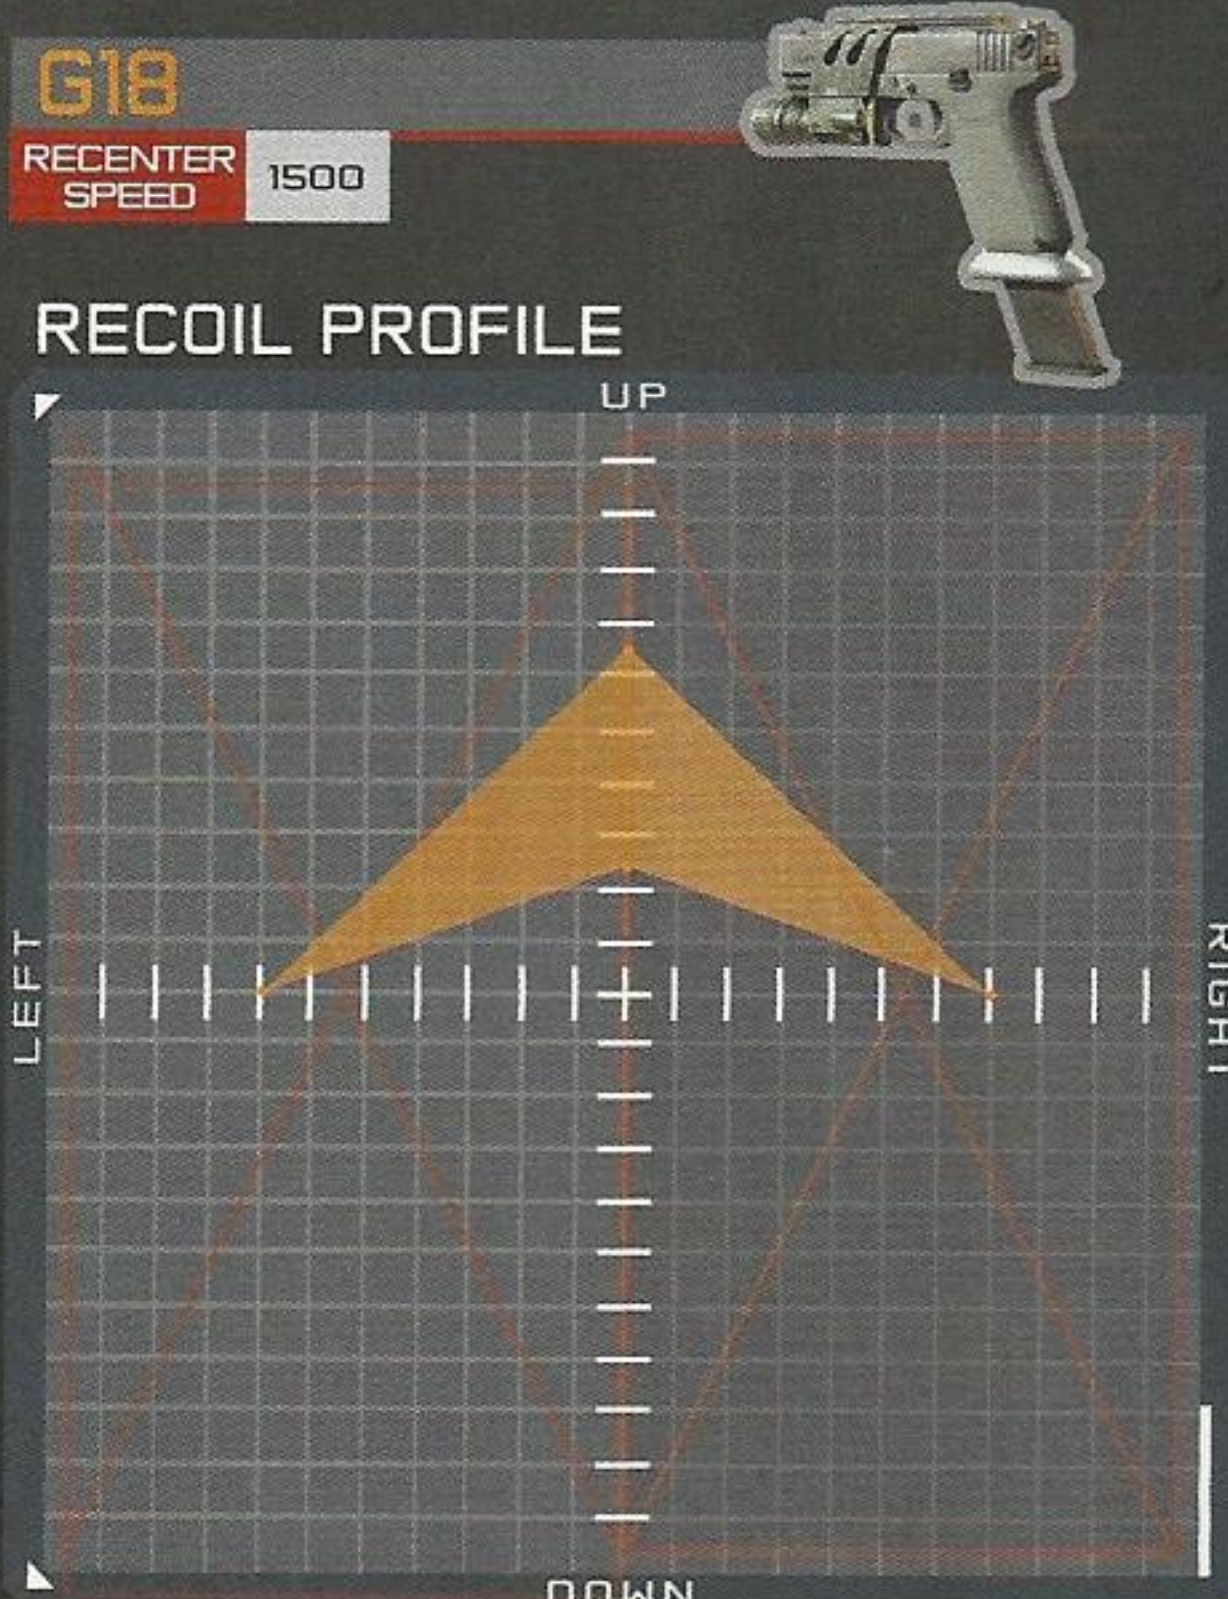 G18
RECENTER
SPEED
1500
RECOIL PROFILE
UP
LEFT
RIGHT
DOWN